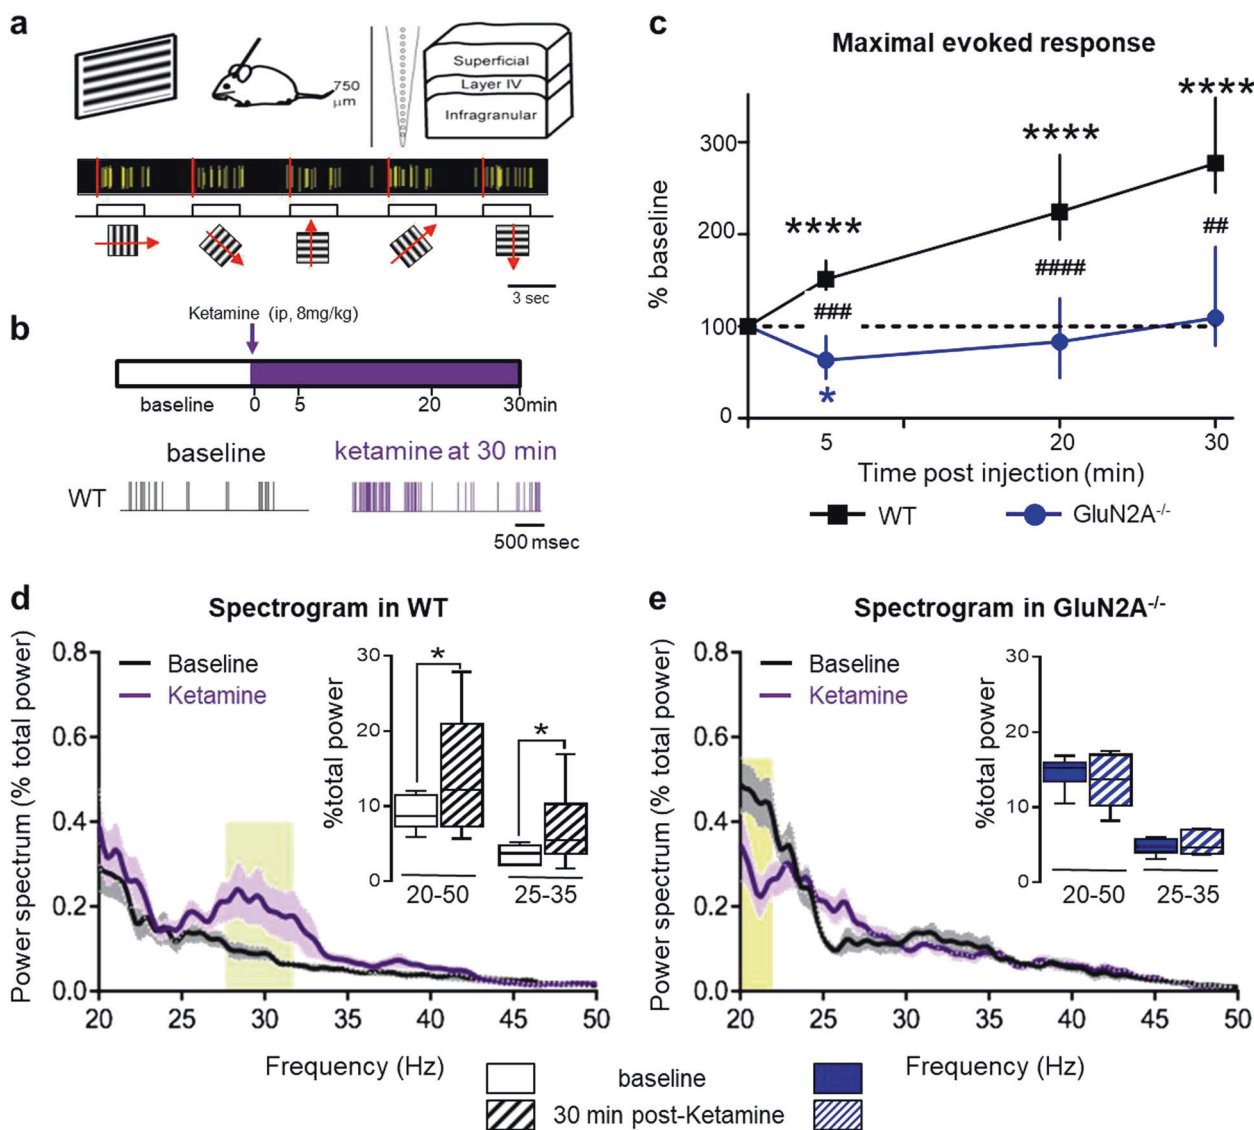 a
750
μm
Superficial
Layer IV
Infragranular
3 sec
b
Ketamine (ip, 8mg/kg)
baseline
0
5
20
30min
baseline
ketamine at 30 min
WT
500 msec
c
Maximal evoked response
% baseline
300
200
100
0
****
****
****
###
####
##
*
5
20
30
Time post injection (min)
WT
GluN2A-/-
d
Spectrogram in WT
Power spectrum (% total power)
0.8
0.6
0.4
0.2
0.0
Baseline
Ketamine
%total power
30
20
10
0
*
*
20-50
25-35
20
25
30
35
40
45
50
Frequency (Hz)
e
Spectrogram in GluN2A-/-
Power spectrum (% total power)
0.8
0.6
0.4
0.2
0.0
Baseline
Ketamine
%total power
30
20
10
0
20-50
25-35
20
25
30
35
40
45
50
Frequency (Hz)
baseline
30 min post-Ketamine